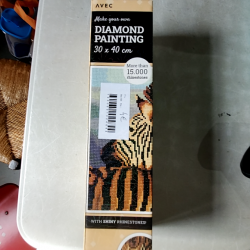 AVEC
Make your own
DIAMOND
PAINTING
30 x 40 cm
More than
15.000
rhinestones
WITH SHINY RHINESTONES!